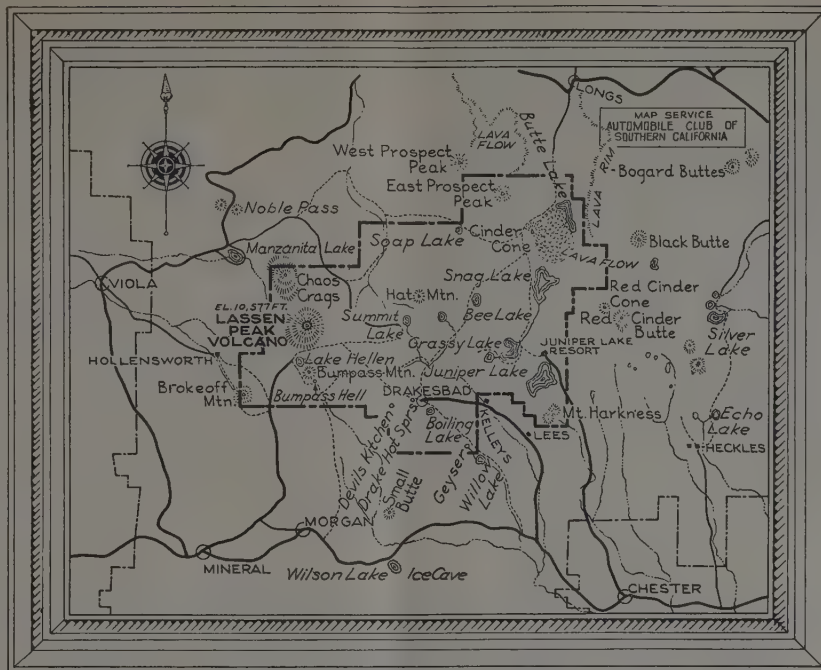 LONGS
MAP SERVICE
AUTOMOBILE CLUB OF
SOUTHERN CALIFORNIA
LAVA
FLOW
Butte Lake
LAVA RIM
West Prospect
Peak
Bogard Buttes
East Prospect
Peak
Noble Pass
Soap Lake
Cinder
Cone
Black Butte
Manzanita Lake
LAVA FLOW
VIOLA
Chaos
Crags
Snag Lake
Red Cinder
Cone
Hat Mtn.
EL. 10,577 FT.
LASSEN
PEAK
VOLCANO
Summit
Lake
Bee Lake
Red Cinder
Butte
Silver
Lake
Grassy Lake
JUNIPER LAKE
RESORT
HOLLENSWORTH
Lake Hellen
Bumpass Mtn.
Juniper Lake
Brokeoff
Mtn.
Bumpass Hell
DRAKESBAD
Mt. Harkness
Echo
Lake
Boiling
Lake
KELLEYS
LEES
HECKLES
Devils Kitchen
Drake Hot Sprs.
Small
Butte
Geyser
Willow
Lake
MORGAN
MINERAL
Wilson Lake
Ice Cave
CHESTER